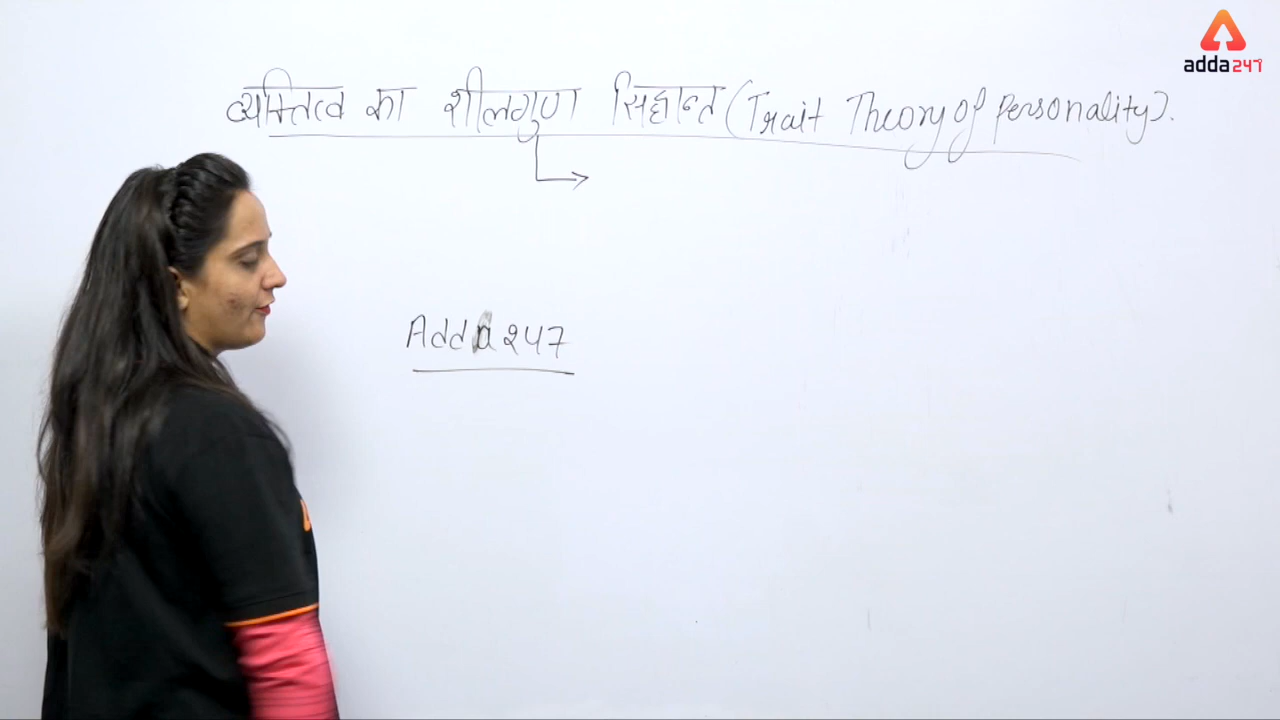 adda247
व्यक्तित्व का शीलगुण सिद्धान्त (Trait Theory of Personality).
Adda247